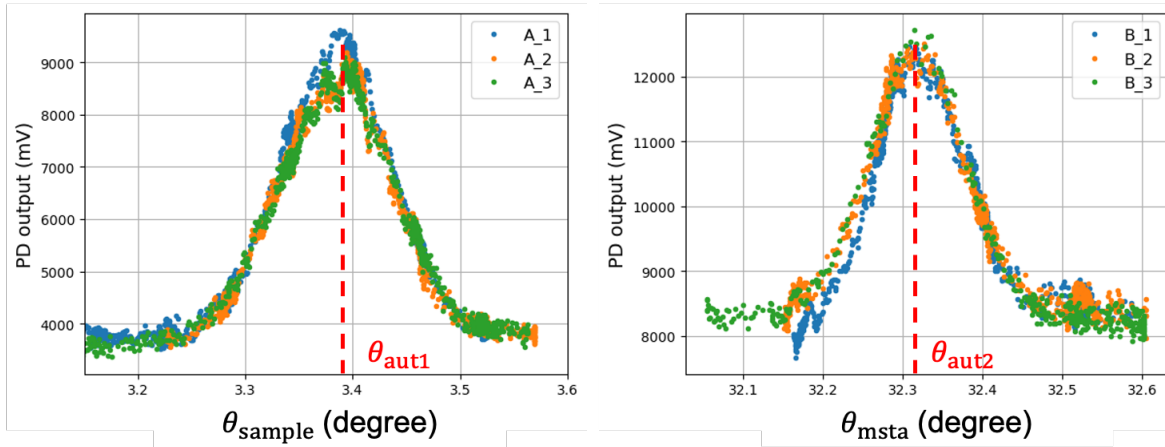 A_1
A_2
A_3
9000
8000
7000
6000
5000
4000
PD output (mV)
θaut1
3.2 3.3 3.4 3.5 3.6
θsample (degree)
B_1
B_2
B_3
12000
11000
10000
9000
8000
PD output (mV)
θaut2
32.1 32.2 32.3 32.4 32.5 32.6
θmsta (degree)